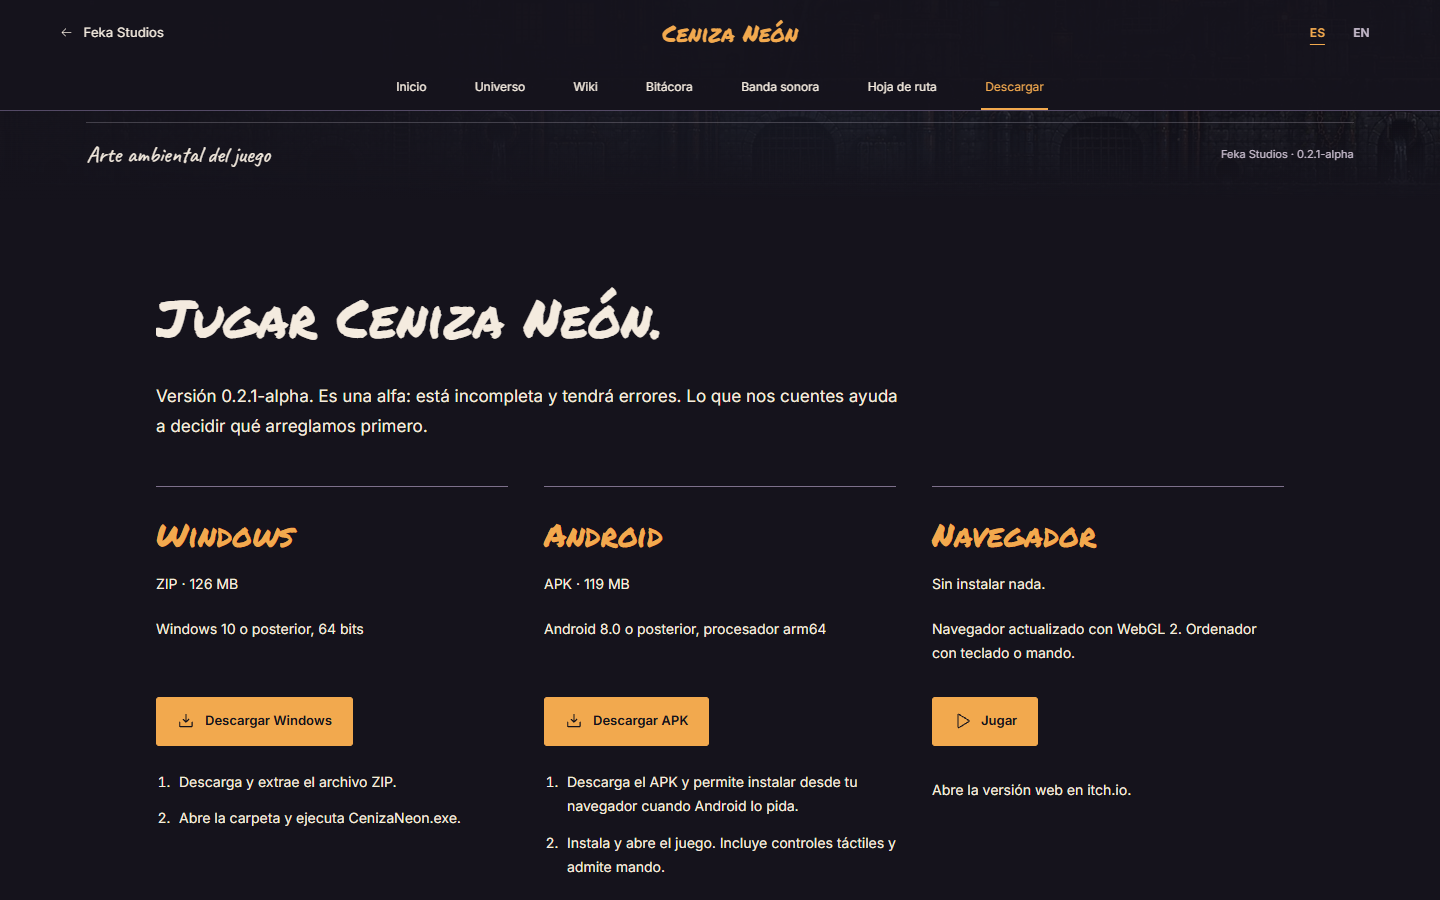 ← Feka Studios
Ceniza Neón
ES EN
Inicio Universo Wiki Bitácora Banda sonora Hoja de ruta Descargar
Arte ambiental del juego
Feka Studios · 0.2.1-alpha
Jugar Ceniza Neón.
Versión 0.2.1-alpha. Es una alfa: está incompleta y tendrá errores. Lo que nos cuentes ayuda
a decidir qué arreglamos primero.
Windows
ZIP · 126 MB
Windows 10 o posterior, 64 bits
Descargar Windows
1. Descarga y extrae el archivo ZIP.
2. Abre la carpeta y ejecuta CenizaNeon.exe.
Android
APK · 119 MB
Android 8.0 o posterior, procesador arm64
Descargar APK
1. Descarga el APK y permite instalar desde tu
navegador cuando Android lo pida.
2. Instala y abre el juego. Incluye controles táctiles y
admite mando.
Navegador
Sin instalar nada.
Navegador actualizado con WebGL 2. Ordenador
con teclado o mando.
Jugar
Abre la versión web en itch.io.